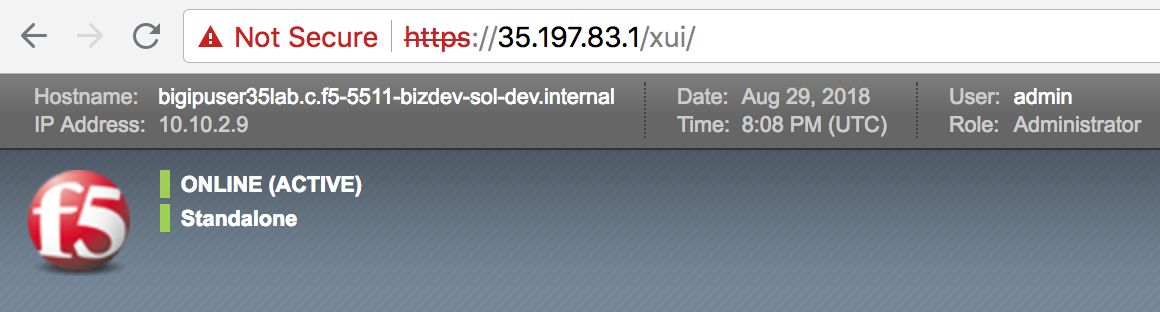 Not Secure https://35.197.83.1/xui/
Hostname: bigipuser35lab.c.f5-5511-bizdev-sol-dev.internal Date: Aug 29, 2018 User: admin
IP Address: 10.10.2.9 Time: 8:08 PM (UTC) Role: Administrator
f5
ONLINE (ACTIVE)
Standalone